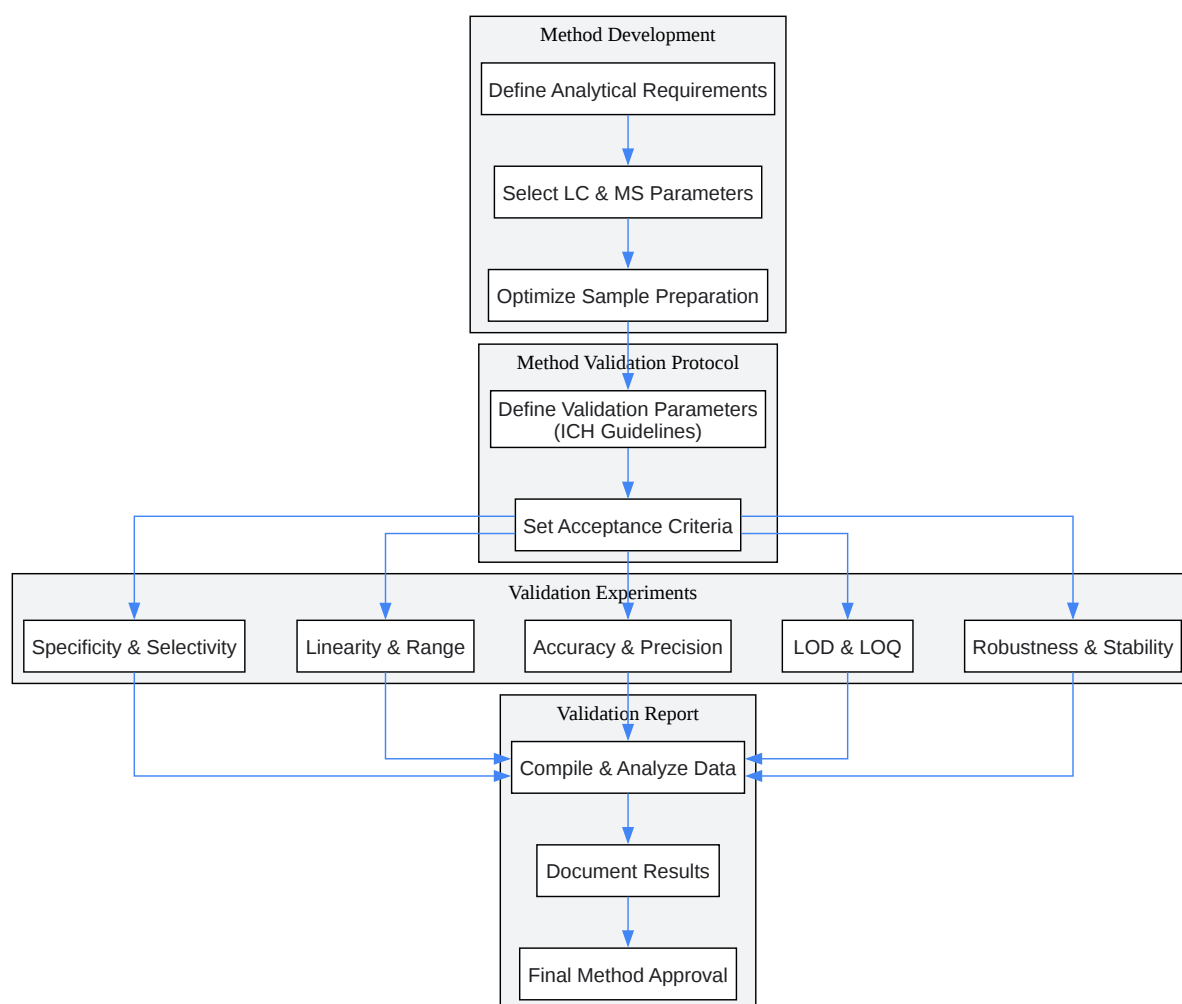 Method Development
Define Analytical Requirements
Select LC & MS Parameters
Optimize Sample Preparation
Method Validation Protocol
Define Validation Parameters
(ICH Guidelines)
Set Acceptance Criteria
Validation Experiments
Specificity & Selectivity
Linearity & Range
Accuracy & Precision
LOD & LOQ
Robustness & Stability
Validation Report
Compile & Analyze Data
Document Results
Final Method Approval